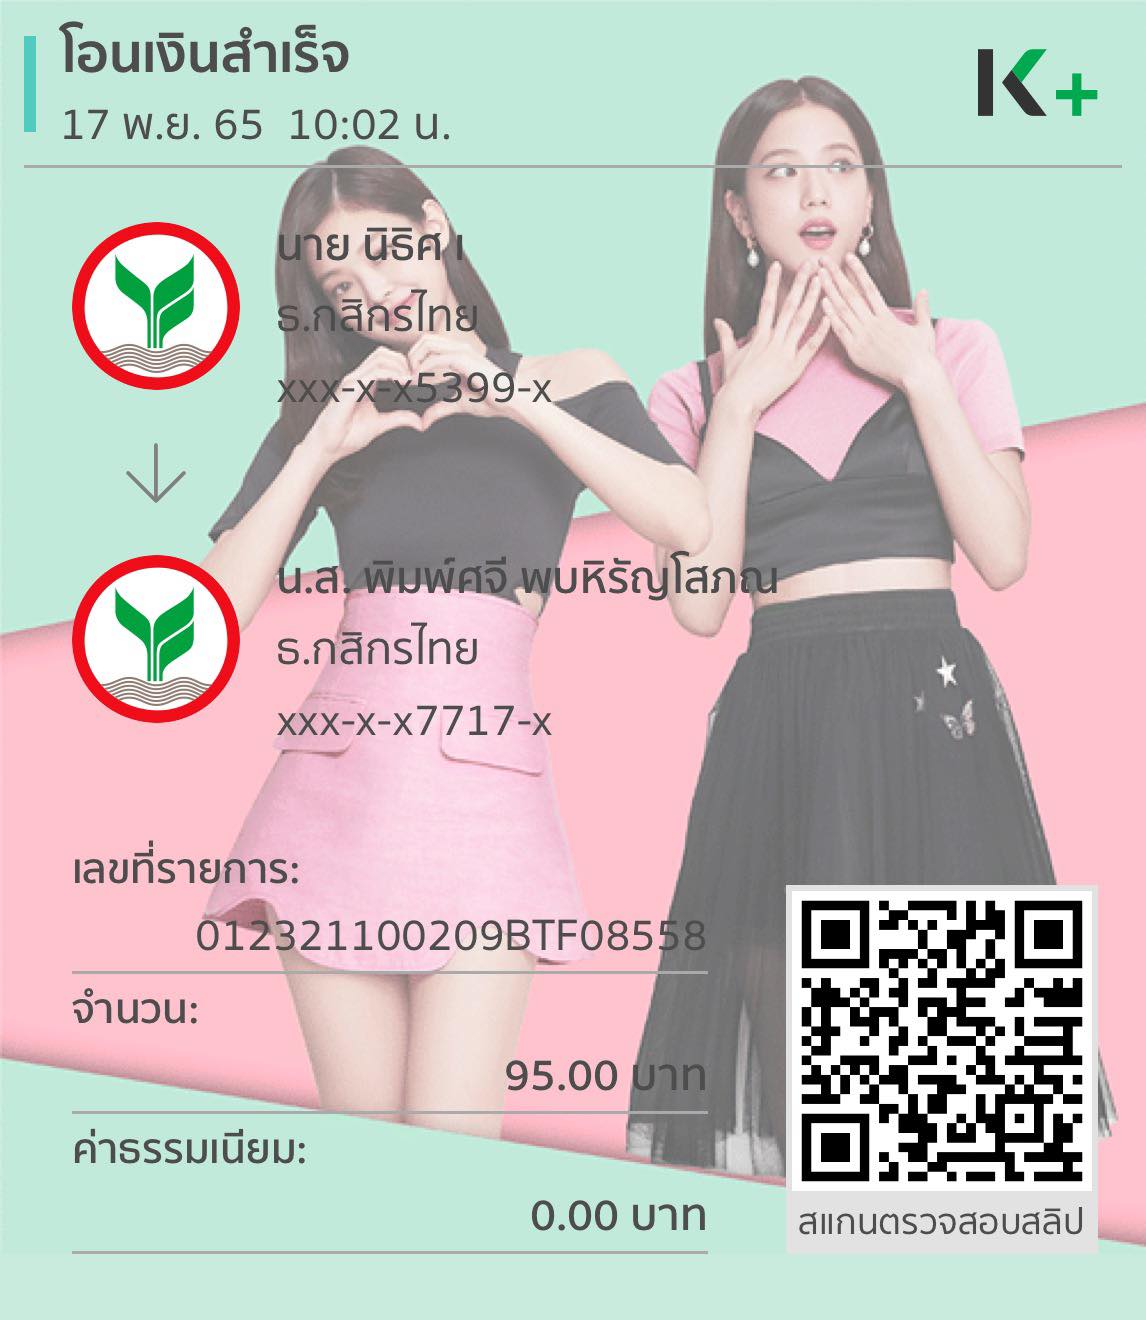 โอนเงินสำเร็จ
17 พ.ย. 65 10:02 น.
K+
นาย นิธิศ เ
ธ.กสิกรไทย
xxx-x-x5399-x
น.ส. พิมพ์ศจี พบหิรัญโสภณ
ธ.กสิกรไทย
xxx-x-x7717-x
เลขที่รายการ:
012321100209BTF08558
จำนวน:
95.00 บาท
ค่าธรรมเนียม:
0.00 บาท
สแกนตรวจสอบสลิป